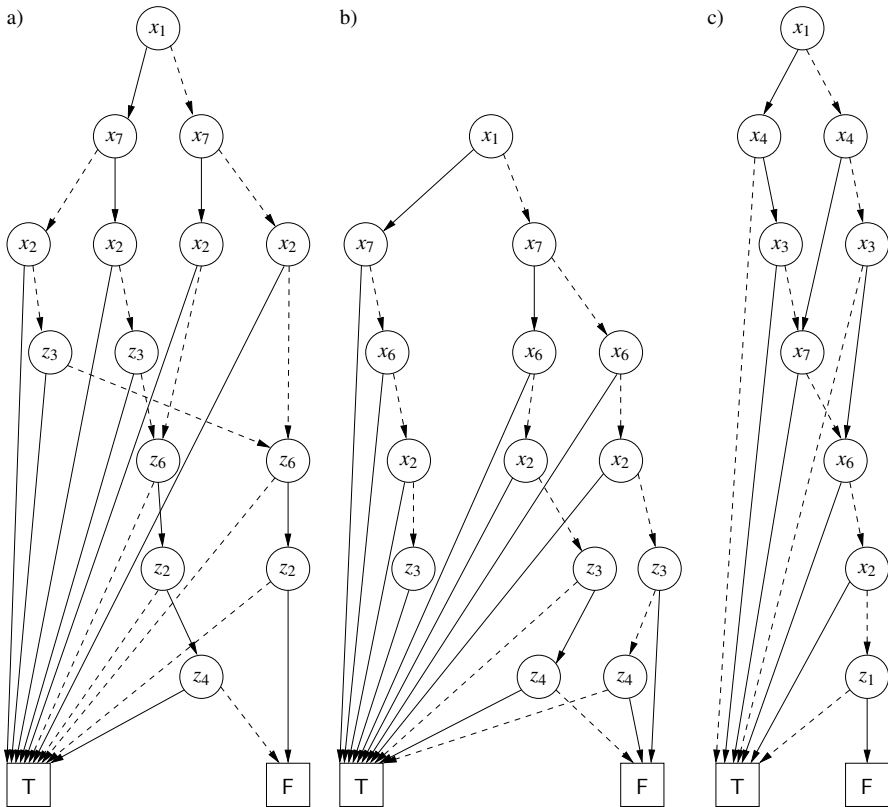 a) b) c)
x1 x1
x7 x7 x1 x4 x4
x2 x2 x2 x2 x7 x7 x3 x3
z3 z3 x6 x6 x6 x7
z6 z6 x2 x2 x2 x6
z2 z2 z3 z3 z3 x2
z4 z4 z4 z1
T F T F T F